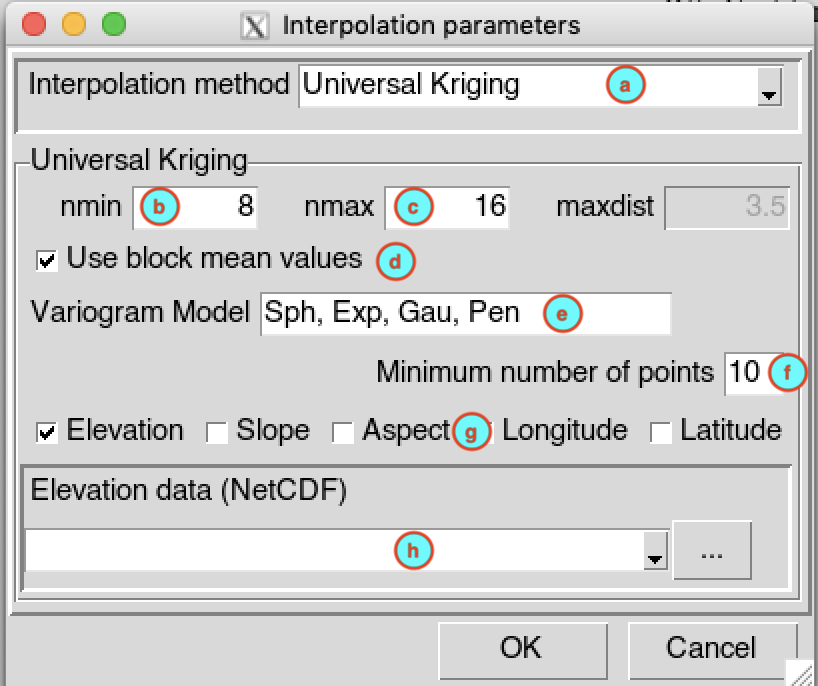 Interpolation parameters
Interpolation method Universal Kriging a
Universal Kriging
nmin b 8 nmax c 16 maxdist 3.5
Use block mean values d
Variogram Model Sph, Exp, Gau, Pen e
Minimum number of points 10 f
Elevation Slope Aspect g Longitude Latitude
Elevation data (NetCDF)
h ...
OK Cancel